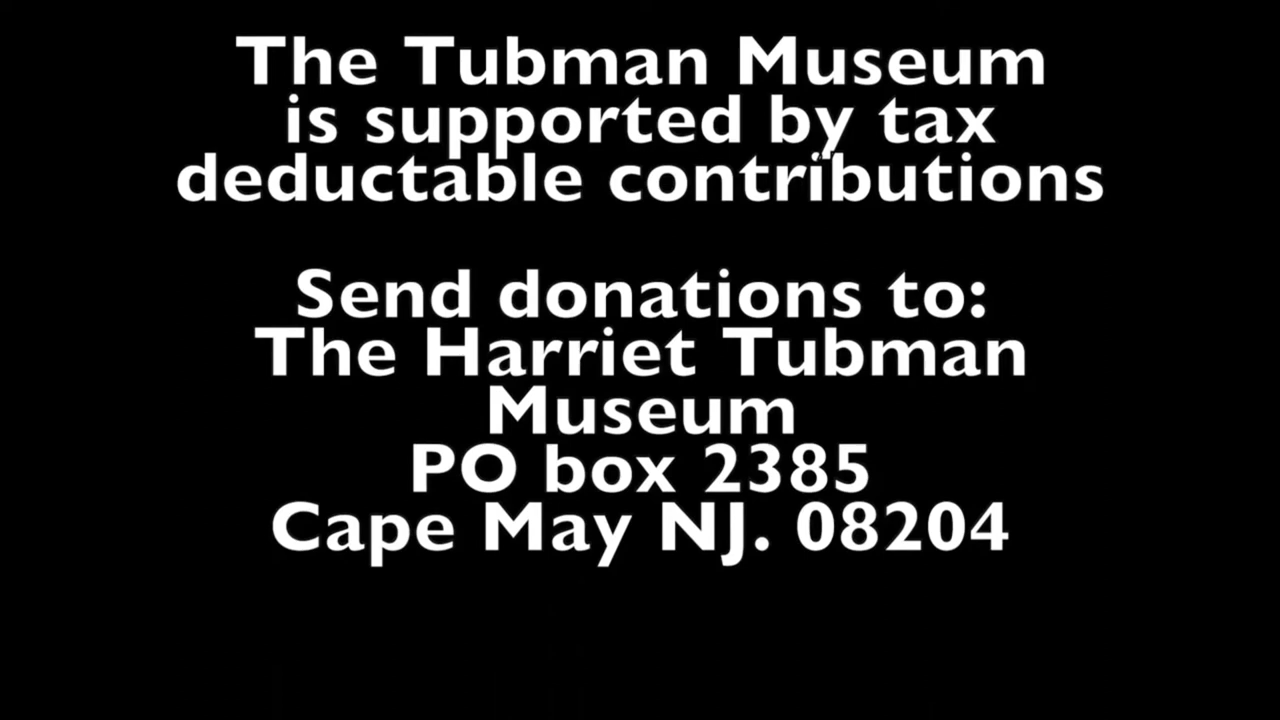 The Tubman Museum
is supported by tax
deductable contributions
Send donations to:
The Harriet Tubman
Museum
PO box 2385
Cape May NJ. 08204